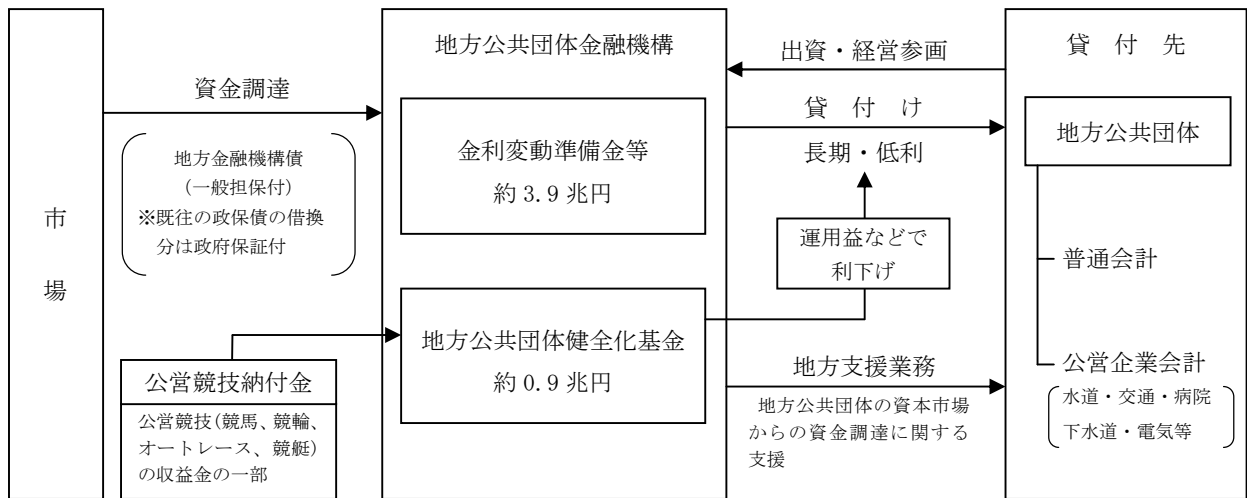 市
場
資金調達
地方金融機構債
(一般担保付)
※既往の政保債の借換
分は政府保証付
公営競技納付金
公営競技(競馬、競輪、
オートレース、競艇)
の収益金の一部
地方公共団体金融機構
金利変動準備金等
約 3.9 兆円
地方公共団体健全化基金
約 0.9 兆円
出資・経営参画
貸 付 け
長期・低利
運用益などで
利下げ
地方支援業務
地方公共団体の資本市場
からの資金調達に関する
支援
貸 付 先
地方公共団体
普通会計
公営企業会計
水道・交通・病院
下水道・電気等